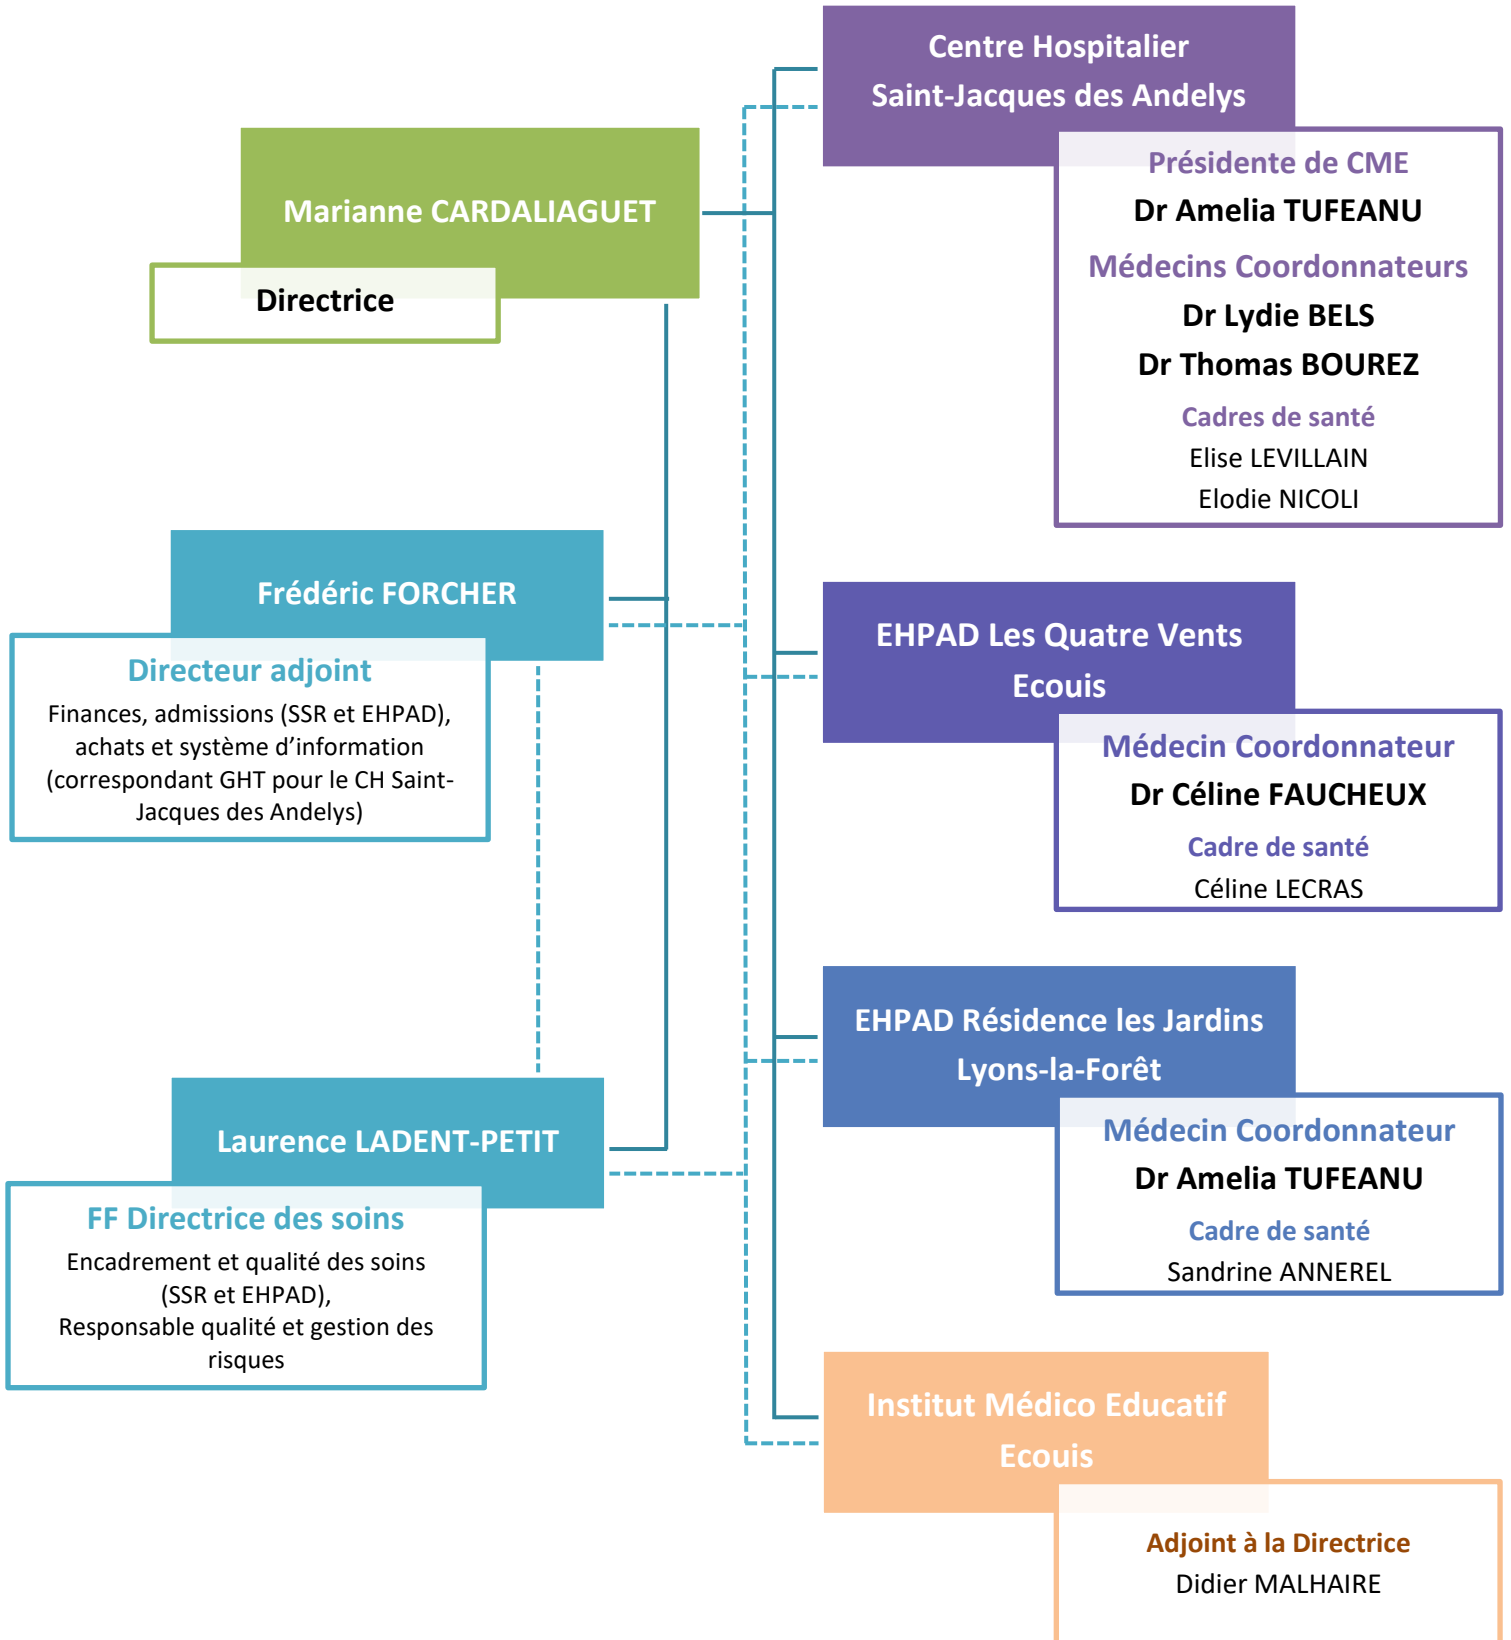 Marianne CARDALIAGUET
Directrice
Frédéric FORCHER
Directeur adjoint
Finances, admissions (SSR et EHPAD),
achats et système d’information
(correspondant GHT pour le CH Saint-
Jacques des Andelys)
Laurence LADENT-PETIT
FF Directrice des soins
Encadrement et qualité des soins
(SSR et EHPAD),
Responsable qualité et gestion des
risques
Centre Hospitalier
Saint-Jacques des Andelys
Présidente de CME
Dr Amelia TUFEANU
Médecins Coordonnateurs
Dr Lydie BELS
Dr Thomas BOUREZ
Cadres de santé
Elise LEVILLAIN
Elodie NICOLI
EHPAD Les Quatre Vents
Ecouis
Médecin Coordonnateur
Dr Céline FAUCHEUX
Cadre de santé
Céline LECRAS
EHPAD Résidence les Jardins
Lyons-la-Forêt
Médecin Coordonnateur
Dr Amelia TUFEANU
Cadre de santé
Sandrine ANNEREL
Institut Médico Educatif
Ecouis
Adjoint à la Directrice
Didier MALHAIRE